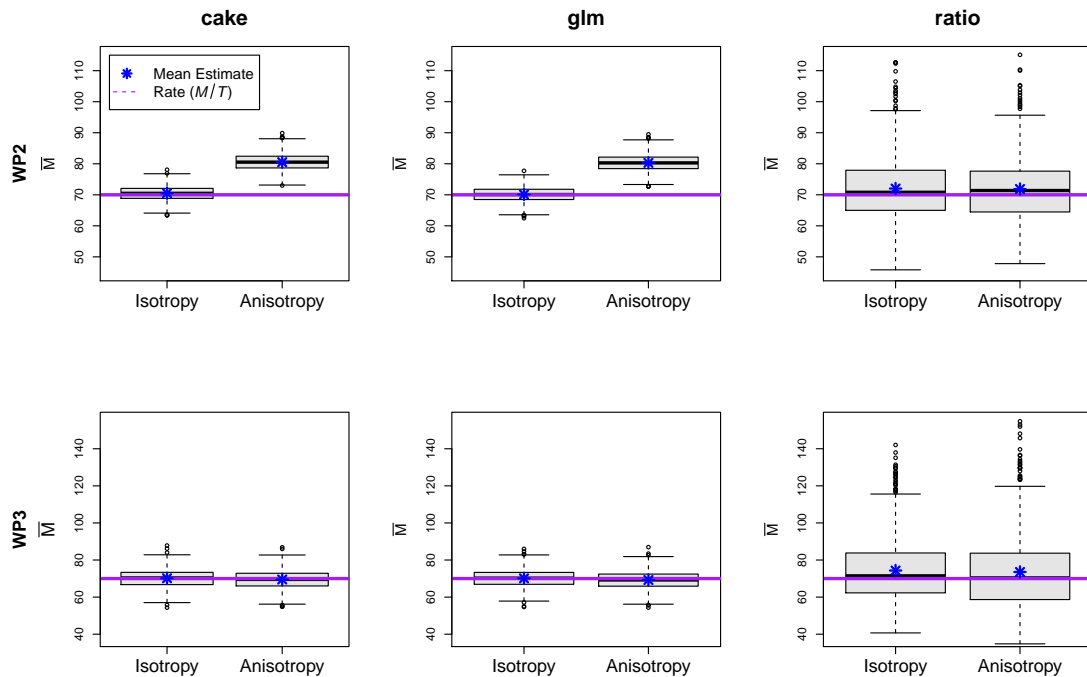 cake glm ratio
WP2
M̅
110
100
90
80
70
60
50
Mean Estimate
Rate (M/T)
Isotropy Anisotropy
M̅
110
100
90
80
70
60
50
Isotropy Anisotropy
M̅
110
100
90
80
70
60
50
Isotropy Anisotropy
WP3
M̅
140
120
100
80
60
40
Isotropy Anisotropy
M̅
140
120
100
80
60
40
Isotropy Anisotropy
M̅
140
120
100
80
60
40
Isotropy Anisotropy